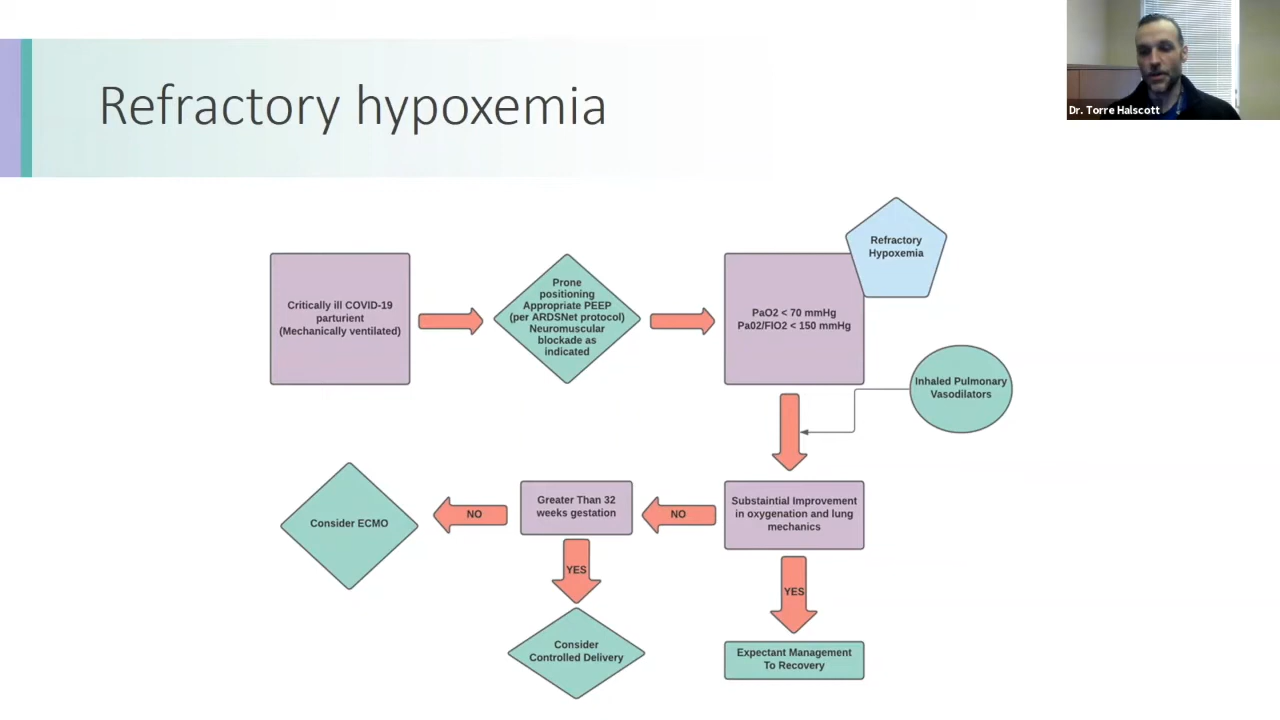 Dr. Torre Halscott
Refractory hypoxemia
Refractory
Hypoxemia
Critically ill COVID-19
parturient
(Mechanically ventilated)
Prone
positioning
Appropriate PEEP
(per ARDSNet protocol)
Neuromuscular
blockade as
indicated
PaO2 < 70 mmHg
Pa02/FIO2 < 150 mmHg
Inhaled Pulmonary
Vasodilators
Substaintial Improvement
in oxygenation and lung
mechanics
NO
Greater Than 32
weeks gestation
NO
Consider ECMO
YES
Consider
Controlled Delivery
YES
Expectant Management
To Recovery